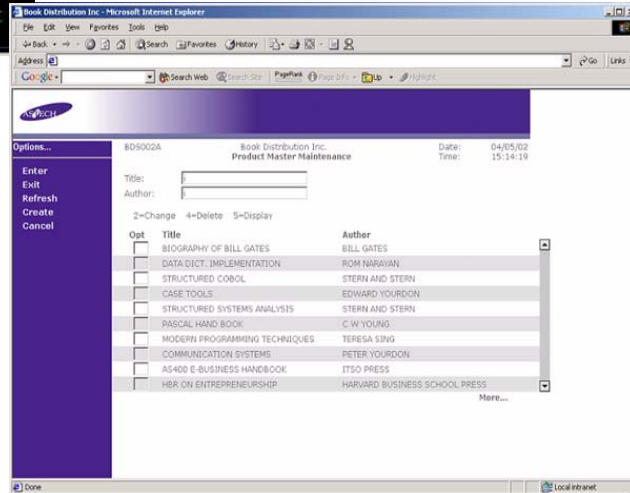 Book Distribution Inc - Microsoft Internet Explorer
File Edit View Favorites Tools Help
Back Search Favorites History
Address Go Links
Google Search Web Search Site PageRank Page Info Up Highlight
ASTECH
Options...
Enter
Exit
Refresh
Create
Cancel
BDS002A Book Distribution Inc. Date: 04/05/02
Product Master Maintenance Time: 15:14:19
Title:
Author:
2=Change 4=Delete 5=Display
Opt Title Author
BIOGRAPHY OF BILL GATES BILL GATES
DATA DICT. IMPLEMENTATION ROM NARAYAN
STRUCTURED COBOL STERN AND STERN
CASE TOOLS EDWARD YOURDON
STRUCTURED SYSTEMS ANALYSIS STERN AND STERN
PASCAL HAND BOOK C W YOUNG
MODERN PROGRAMMING TECHNIQUES TERESA SING
COMMUNICATION SYSTEMS PETER YOURDON
AS400 E-BUSINESS HANDBOOK ITSO PRESS
HBR ON ENTREPRENEURSHIP HARVARD BUSINESS SCHOOL PRESS
More...
Done Local intranet